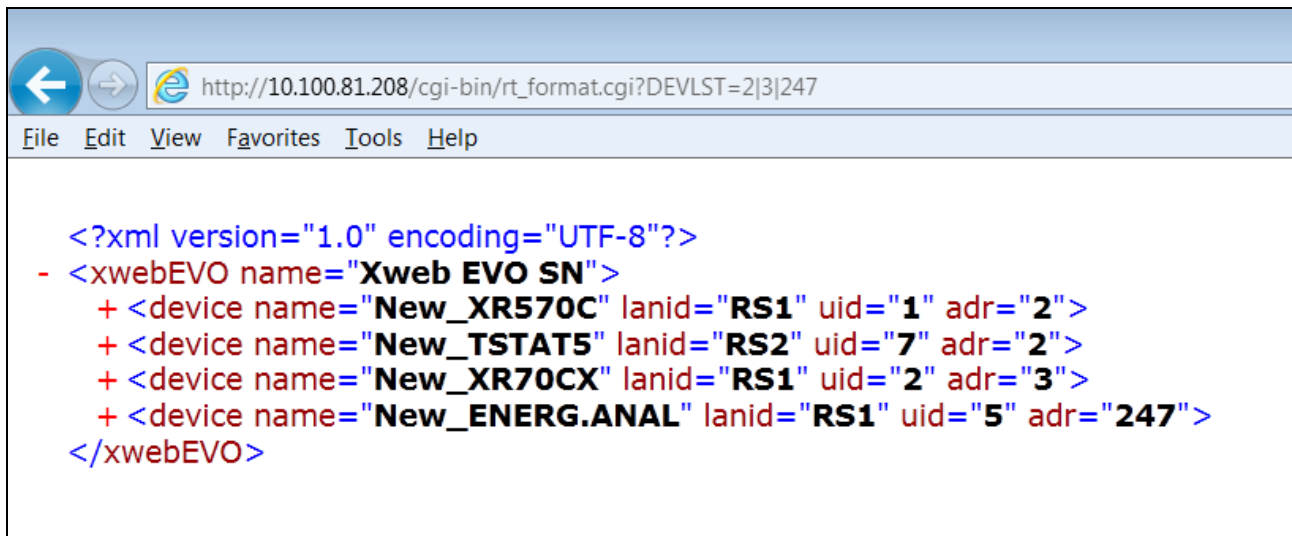 http://10.100.81.208/cgi-bin/rt_format.cgi?DEVLST=2|3|247
File Edit View Favorites Tools Help
<?xml version="1.0" encoding="UTF-8"?>
- <xwebEVO name="Xweb EVO SN">
+ <device name="New_XR570C" lanid="RS1" uid="1" adr="2">
+ <device name="New_TSTAT5" lanid="RS2" uid="7" adr="2">
+ <device name="New_XR70CX" lanid="RS1" uid="2" adr="3">
+ <device name="New_ENERG.ANAL" lanid="RS1" uid="5" adr="247">
</xwebEVO>